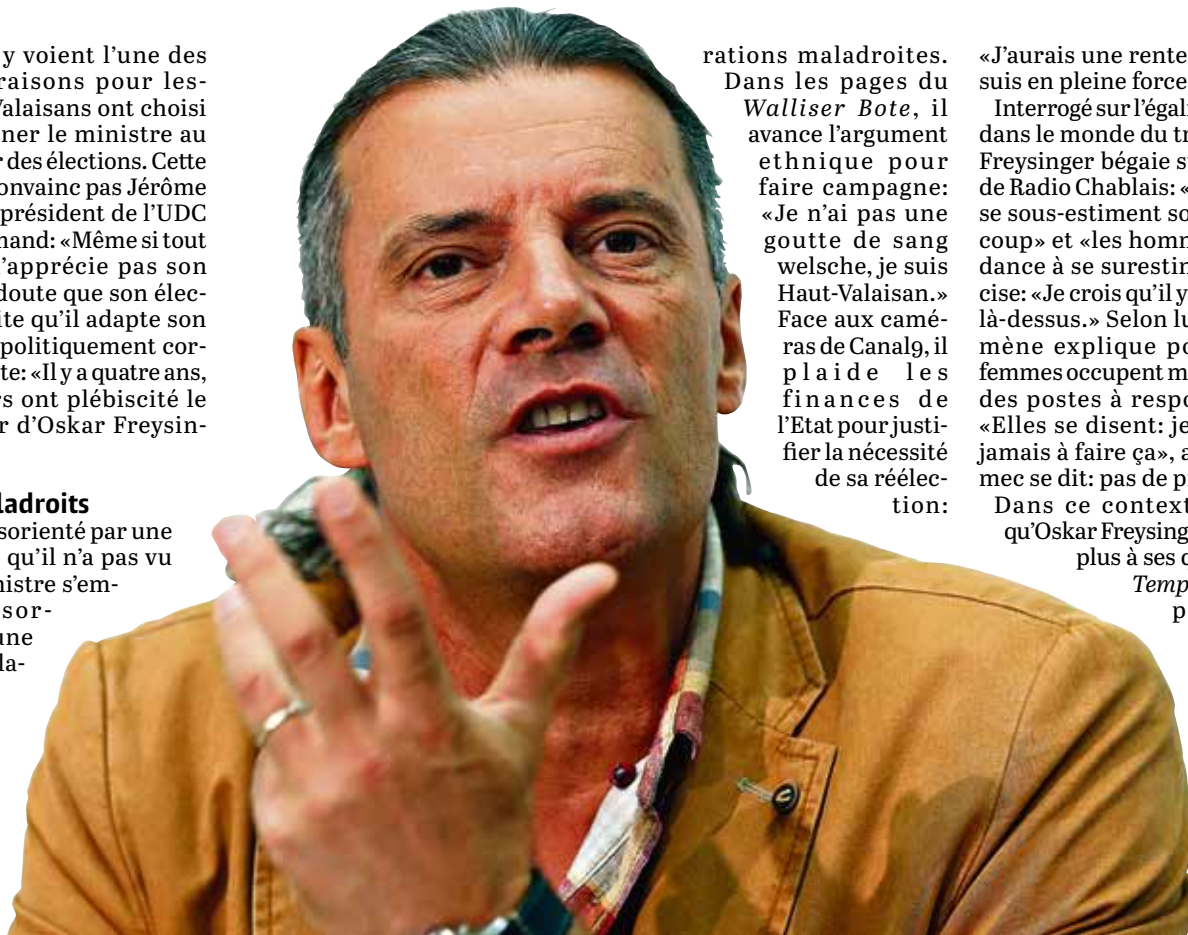 y voient l'une des
raisons pour les-
Valaisans ont choisi
ner le ministre au
r des élections. Cette
onvainc pas Jérôme
président de l'UDC
mand: «Même si tout
'apprécie pas son
doute que son élec-
ite qu'il adapte son
politiquement cor-
te: «Il y a quatre ans,
rs ont plébiscité le
r d'Oskar Freysin-
ladroits
sorienté par une
qu'il n'a pas vu
nistre s'em-
sor-
une
la-
rations maladroites.
Dans les pages du
Walliser Bote, il
avance l'argument
ethnique pour
faire campagne:
«Je n'ai pas une
goutte de sang
welsche, je suis
Haut-Valaisan.»
Face aux camé-
ras de Canal9, il
plaide les
finances de
l'Etat pour justi-
fier la nécessité
de sa réélec-
tion:
«J'aurais une rente
suis en pleine force
Interrogé sur l'égali
dans le monde du tr
Freysinger bégaie s
de Radio Chablais: «
se sous-estiment so
coup» et «les homm
dance à se surestim
cise: «Je crois qu'il y
là-dessus.» Selon lu
mène explique po
femmes occupent m
des postes à respo
«Elles se disent: je
jamais à faire ça», a
mec se dit: pas de p
Dans ce context
qu'Oskar Freysing
plus à ses c
Temp
p